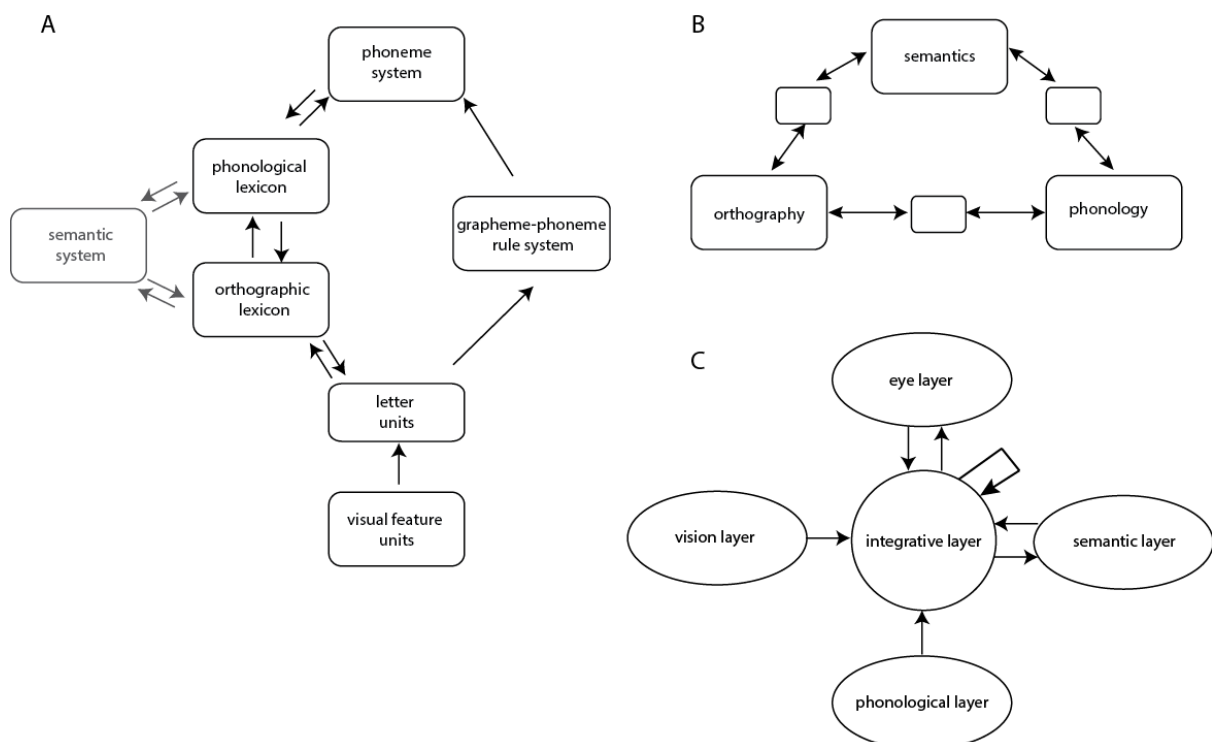 A
phoneme
system
phonological
lexicon
semantic
system
grapheme-phoneme
rule system
orthographic
lexicon
letter
units
visual feature
units
B
semantics
orthography
phonology
C
eye layer
vision layer
integrative layer
semantic layer
phonological layer